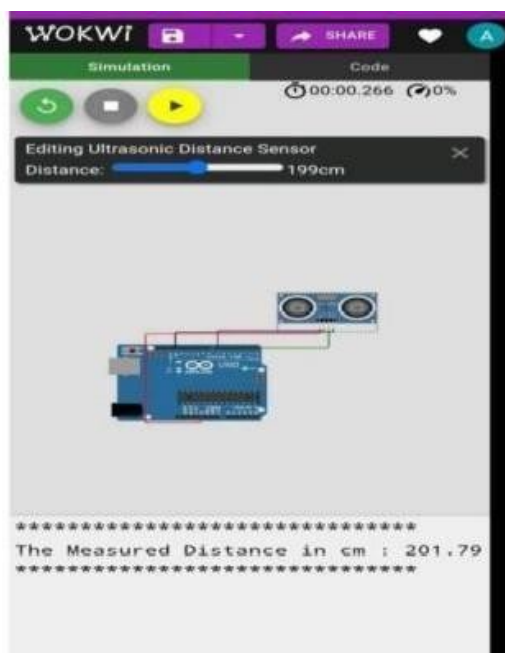 WOKWI
SHARE
A
Simulation Code
00:00.266 0%
Editing Ultrasonic Distance Sensor
Distance: 199cm
UNO
*******************************
The Measured Distance in cm : 201.79
*******************************